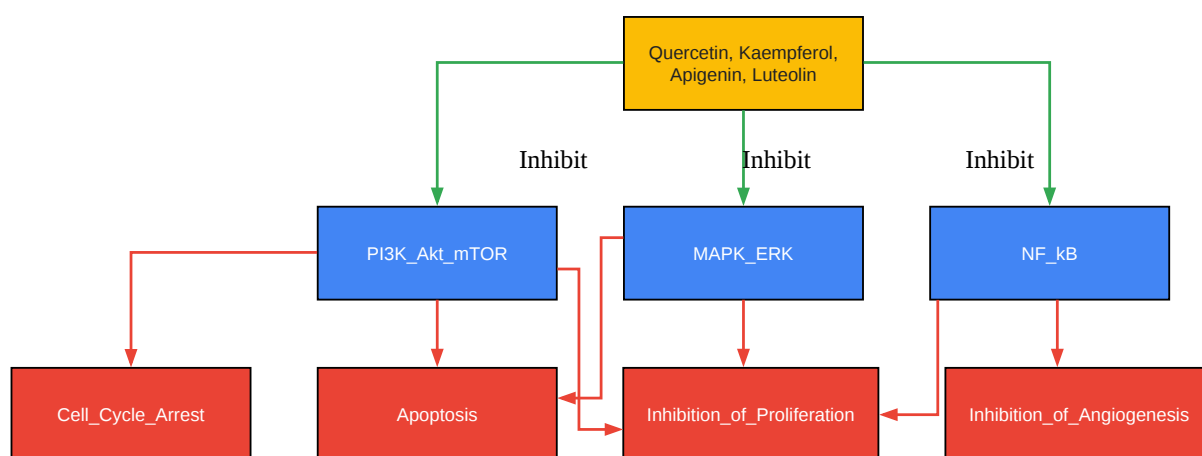 Quercetin, Kaempferol,
Apigenin, Luteolin
Inhibit
Inhibit
Inhibit
PI3K_Akt_mTOR
MAPK_ERK
NF_kB
Cell_Cycle_Arrest
Apoptosis
Inhibition_of_Proliferation
Inhibition_of_Angiogenesis